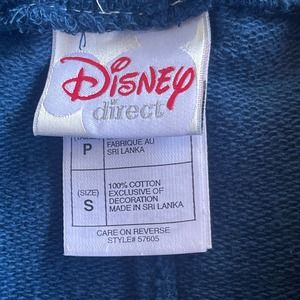 Disney
direct
P
FABRIQUE AU
SRI LANKA
(SIZE)
S
100% COTTON
EXCLUSIVE OF
DECORATION
MADE IN SRI LANKA
CARE ON REVERSE
STYLE# 57605